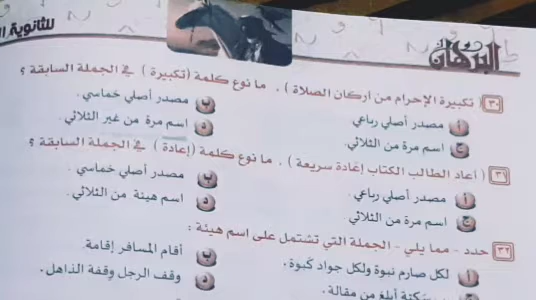 للثانوية
البرهان
٣٠ ( تكبيرة الإحرام من أركان الصلاة ) . ما نوع كلمة (تكبيرة) في الجملة السابقة ؟
أ مصدر أصلي رباعي ب مصدر أصلي خماسي.
ج اسم مرة من الثلاثي. د اسم مرة من غير الثلاثي.
٣١ ( أعاد الطالب الكتاب إعادة سريعة ) . ما نوع كلمة (إعادة) في الجملة السابقة ؟
أ مصدر أصلي رباعي. ب مصدر أصلي خماسي.
ج اسم مرة من الثلاثي د اسم هيئة من الثلاثي.
٣٢ حدد - مما يلي - الجملة التي تشتمل على اسم هيئة :
أ لكل صارم نبوة ولكل جواد كبوة. ب أقام المسافر إقامة.
أبلغ من مقالة. د وقف الرجل وقفة الذاهل.